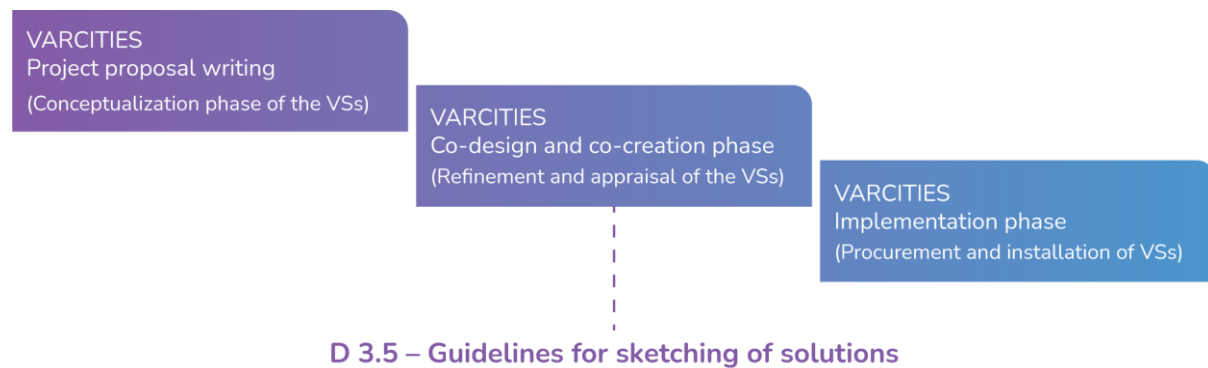 VARCITIES
Project proposal writing
(Conceptualization phase of the VSs)
VARCITIES
Co-design and co-creation phase
(Refinement and appraisal of the VSs)
VARCITIES
Implementation phase
(Procurement and installation of VSs)
D 3.5 – Guidelines for sketching of solutions